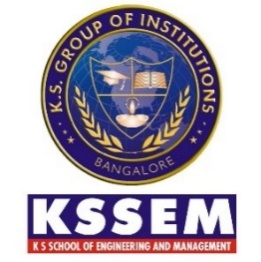 K.S. GROUP OF INSTITUTIONS
BANGALORE
KSSEM
K S SCHOOL OF ENGINEERING AND MANAGEMENT